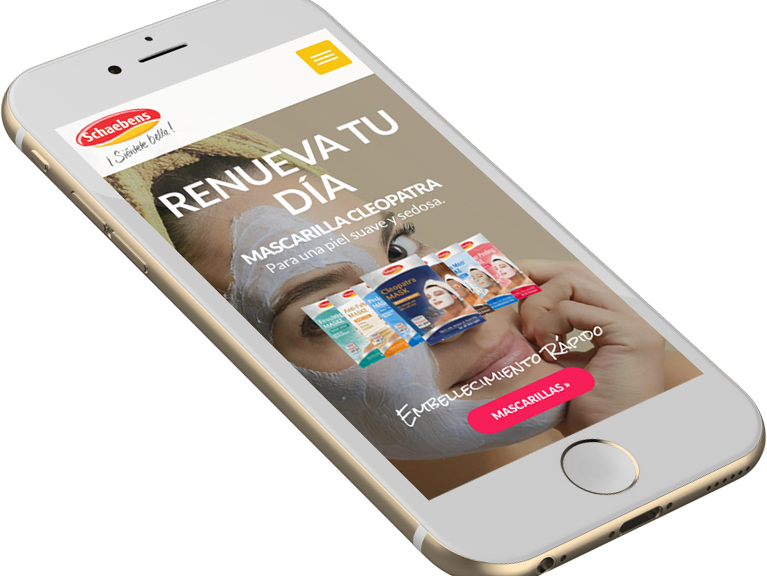 Schaebens
¡Siéntete bella!
RENUEVA TU
DÍA
MASCARILLA CLEOPATRA
Para una piel suave y sedosa.
Cleopatra
MASK
EMBELLECIMIENTO RÁPIDO
MASCARILLAS »